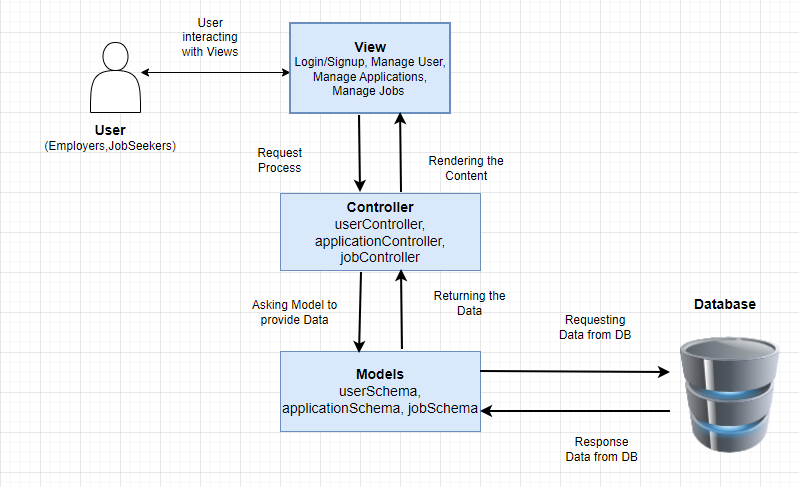 User
interacting
with Views
View
Login/Signup, Manage User,
Manage Applications,
Manage Jobs
User
(Employers,JobSeekers)
Request
Process
Rendering the
Content
Controller
userController,
applicationController,
jobController
Asking Model to
provide Data
Returning the
Data
Database
Requesting
Data from DB
Models
userSchema,
applicationSchema, jobSchema
Response
Data from DB